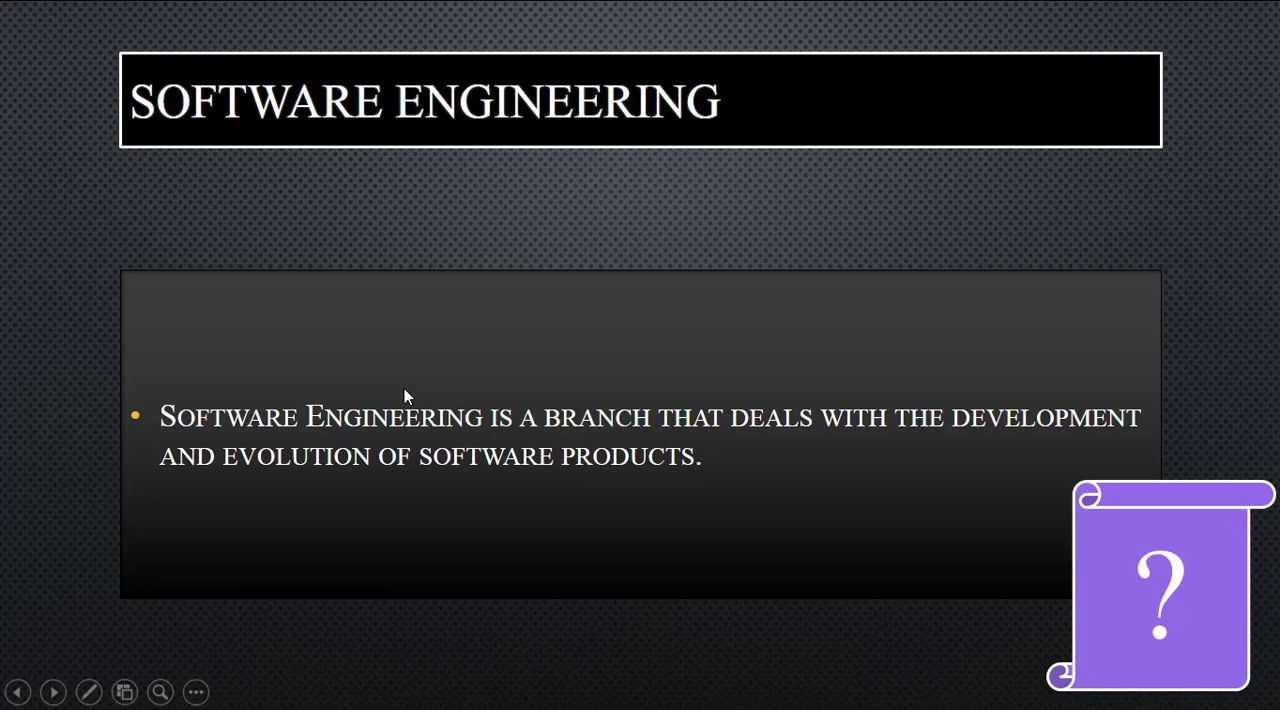 SOFTWARE ENGINEERING
• SOFTWARE ENGINEERING IS A BRANCH THAT DEALS WITH THE DEVELOPMENT
AND EVOLUTION OF SOFTWARE PRODUCTS.
?